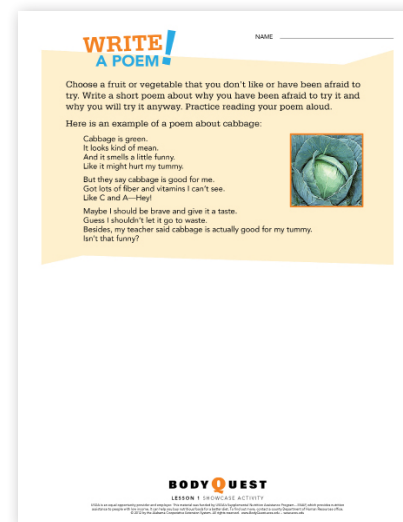 WRITE!
A POEM
NAME
Choose a fruit or vegetable that you don't like or have been afraid to
try. Write a short poem about why you have been afraid to try it and
why you will try it anyway. Practice reading your poem aloud.
Here is an example of a poem about cabbage:
Cabbage is green.
It looks kind of mean.
And it smells a little funny.
Like it might hurt my tummy.
But they say cabbage is good for me.
Got lots of fiber and vitamins I can't see.
Like C and A—Hey!
Maybe I should be brave and give it a taste.
Guess I shouldn't let it go to waste.
Besides, my teacher said cabbage is actually good for my tummy.
Isn't that funny?
BODY QUEST
LESSON 1 SHOWCASE ACTIVITY